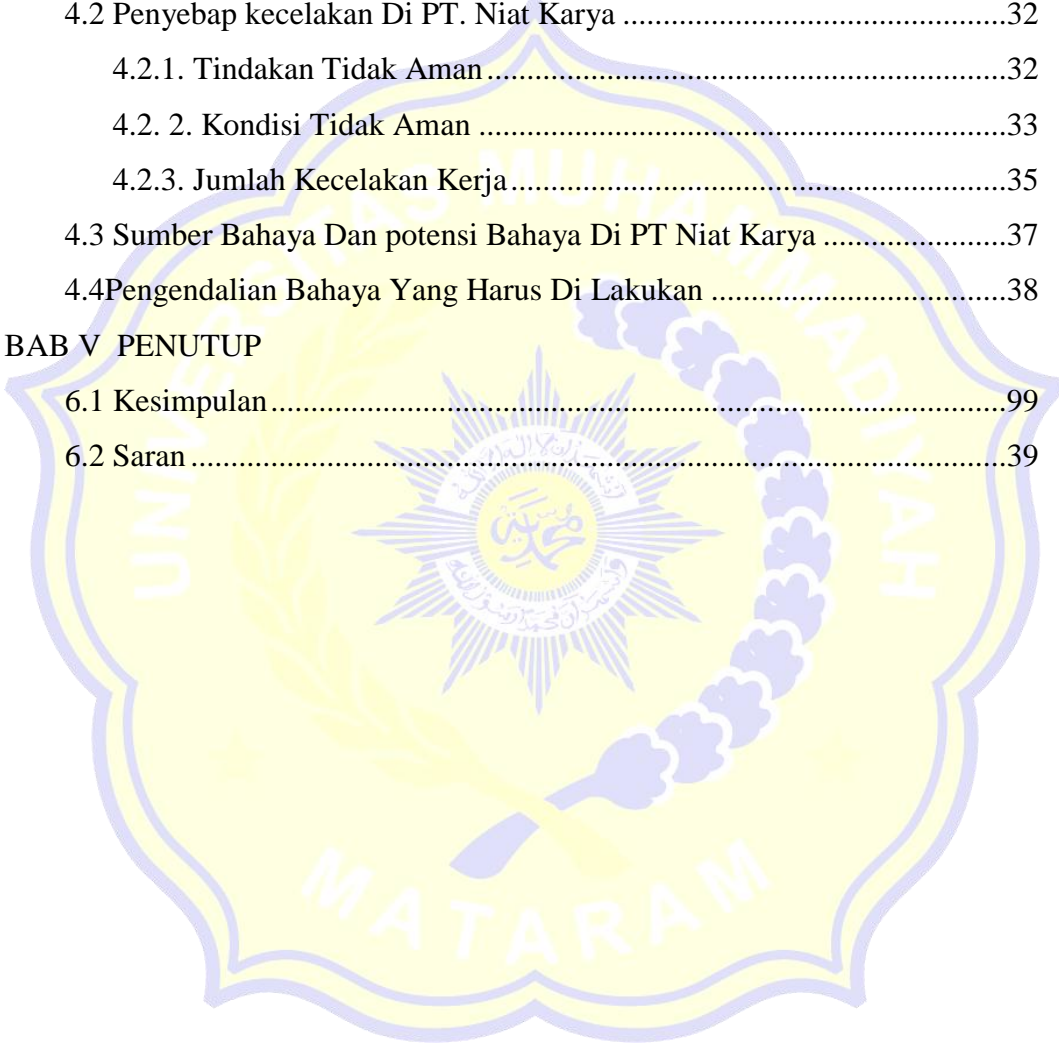 4.2 Penyebap kecelakan Di PT. Niat Karya ..........................................................32
4.2.1. Tindakan Tidak Aman..........................................................................32
4.2. 2. Kondisi Tidak Aman ..........................................................................33
4.2.3. Jumlah Kecelakan Kerja......................................................................35
4.3 Sumber Bahaya Dan potensi Bahaya Di PT Niat Karya ..........................37
4.4Pengendalian Bahaya Yang Harus Di Lakukan .........................................38
BAB V PENUTUP
6.1 Kesimpulan....................................................................................................99
6.2 Saran ..............................................................................................................39
UNIVERSITAS MUHAMMADIYAH
MATARAM